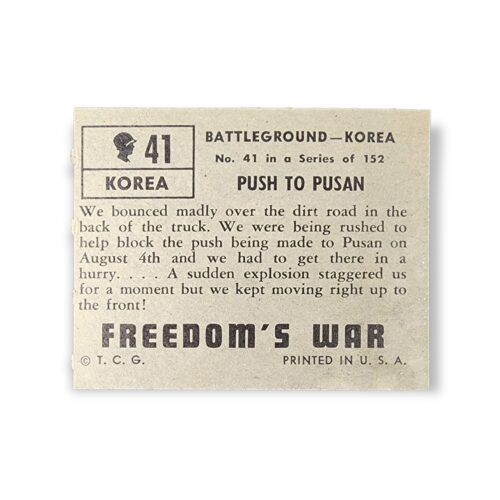 41
KOREA
BATTLEGROUND—KOREA
No. 41 in a Series of 152
PUSH TO PUSAN
We bounced madly over the dirt road in the
back of the truck. We were being rushed to
help block the push being made to Pusan on
August 4th and we had to get there in a
hurry. . . . A sudden explosion staggered us
for a moment but we kept moving right up to
the front!
FREEDOM'S WAR
© T. C. G.
PRINTED IN U. S. A.